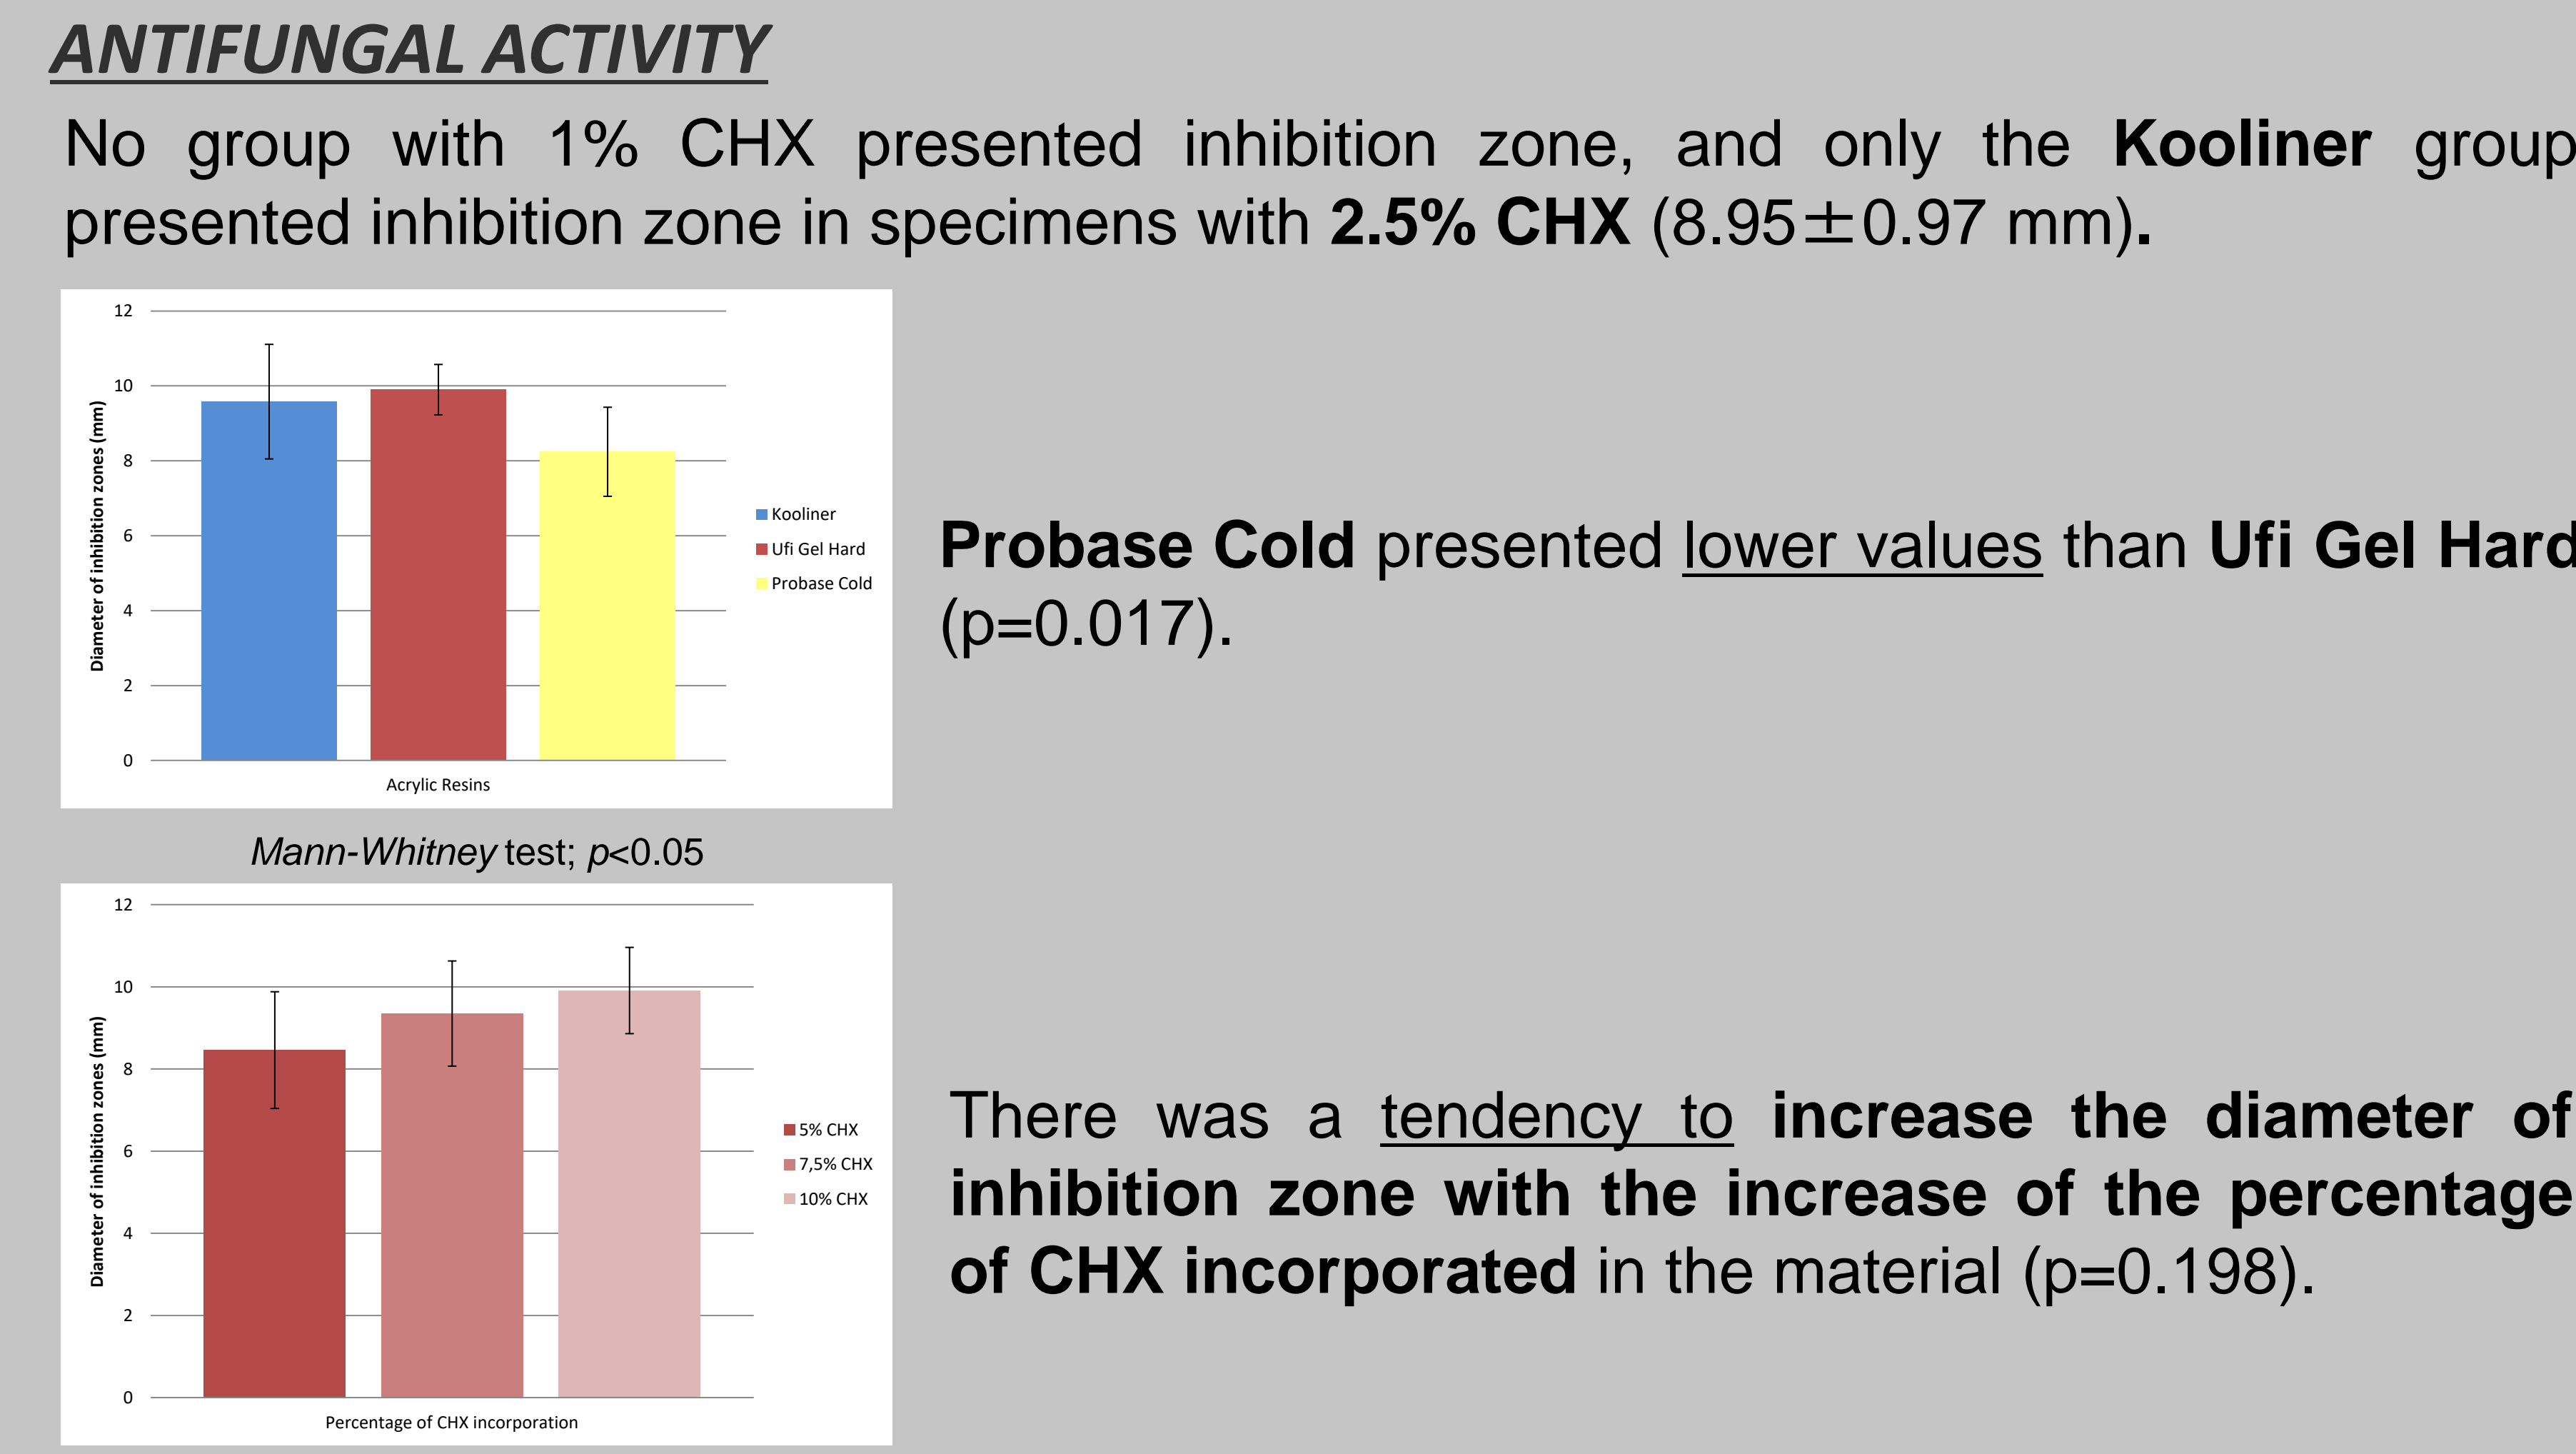 ANTIFUNGAL ACTIVITY
No group with 1% CHX presented inhibition zone, and only the Kooliner group
presented inhibition zone in specimens with 2.5% CHX (8.95±0.97 mm).
12
10
8
6
4
2
0
Diameter of inhibition zones (mm)
Acrylic Resins
Kooliner
Ufi Gel Hard
Probase Cold
Probase Cold presented lower values than Ufi Gel Hard
(p=0.017).
Mann-Whitney test; p<0.05
12
10
8
6
4
2
0
Diameter of inhibition zones (mm)
Percentage of CHX incorporation
5% CHX
7,5% CHX
10% CHX
There was a tendency to increase the diameter of
inhibition zone with the increase of the percentage
of CHX incorporated in the material (p=0.198).